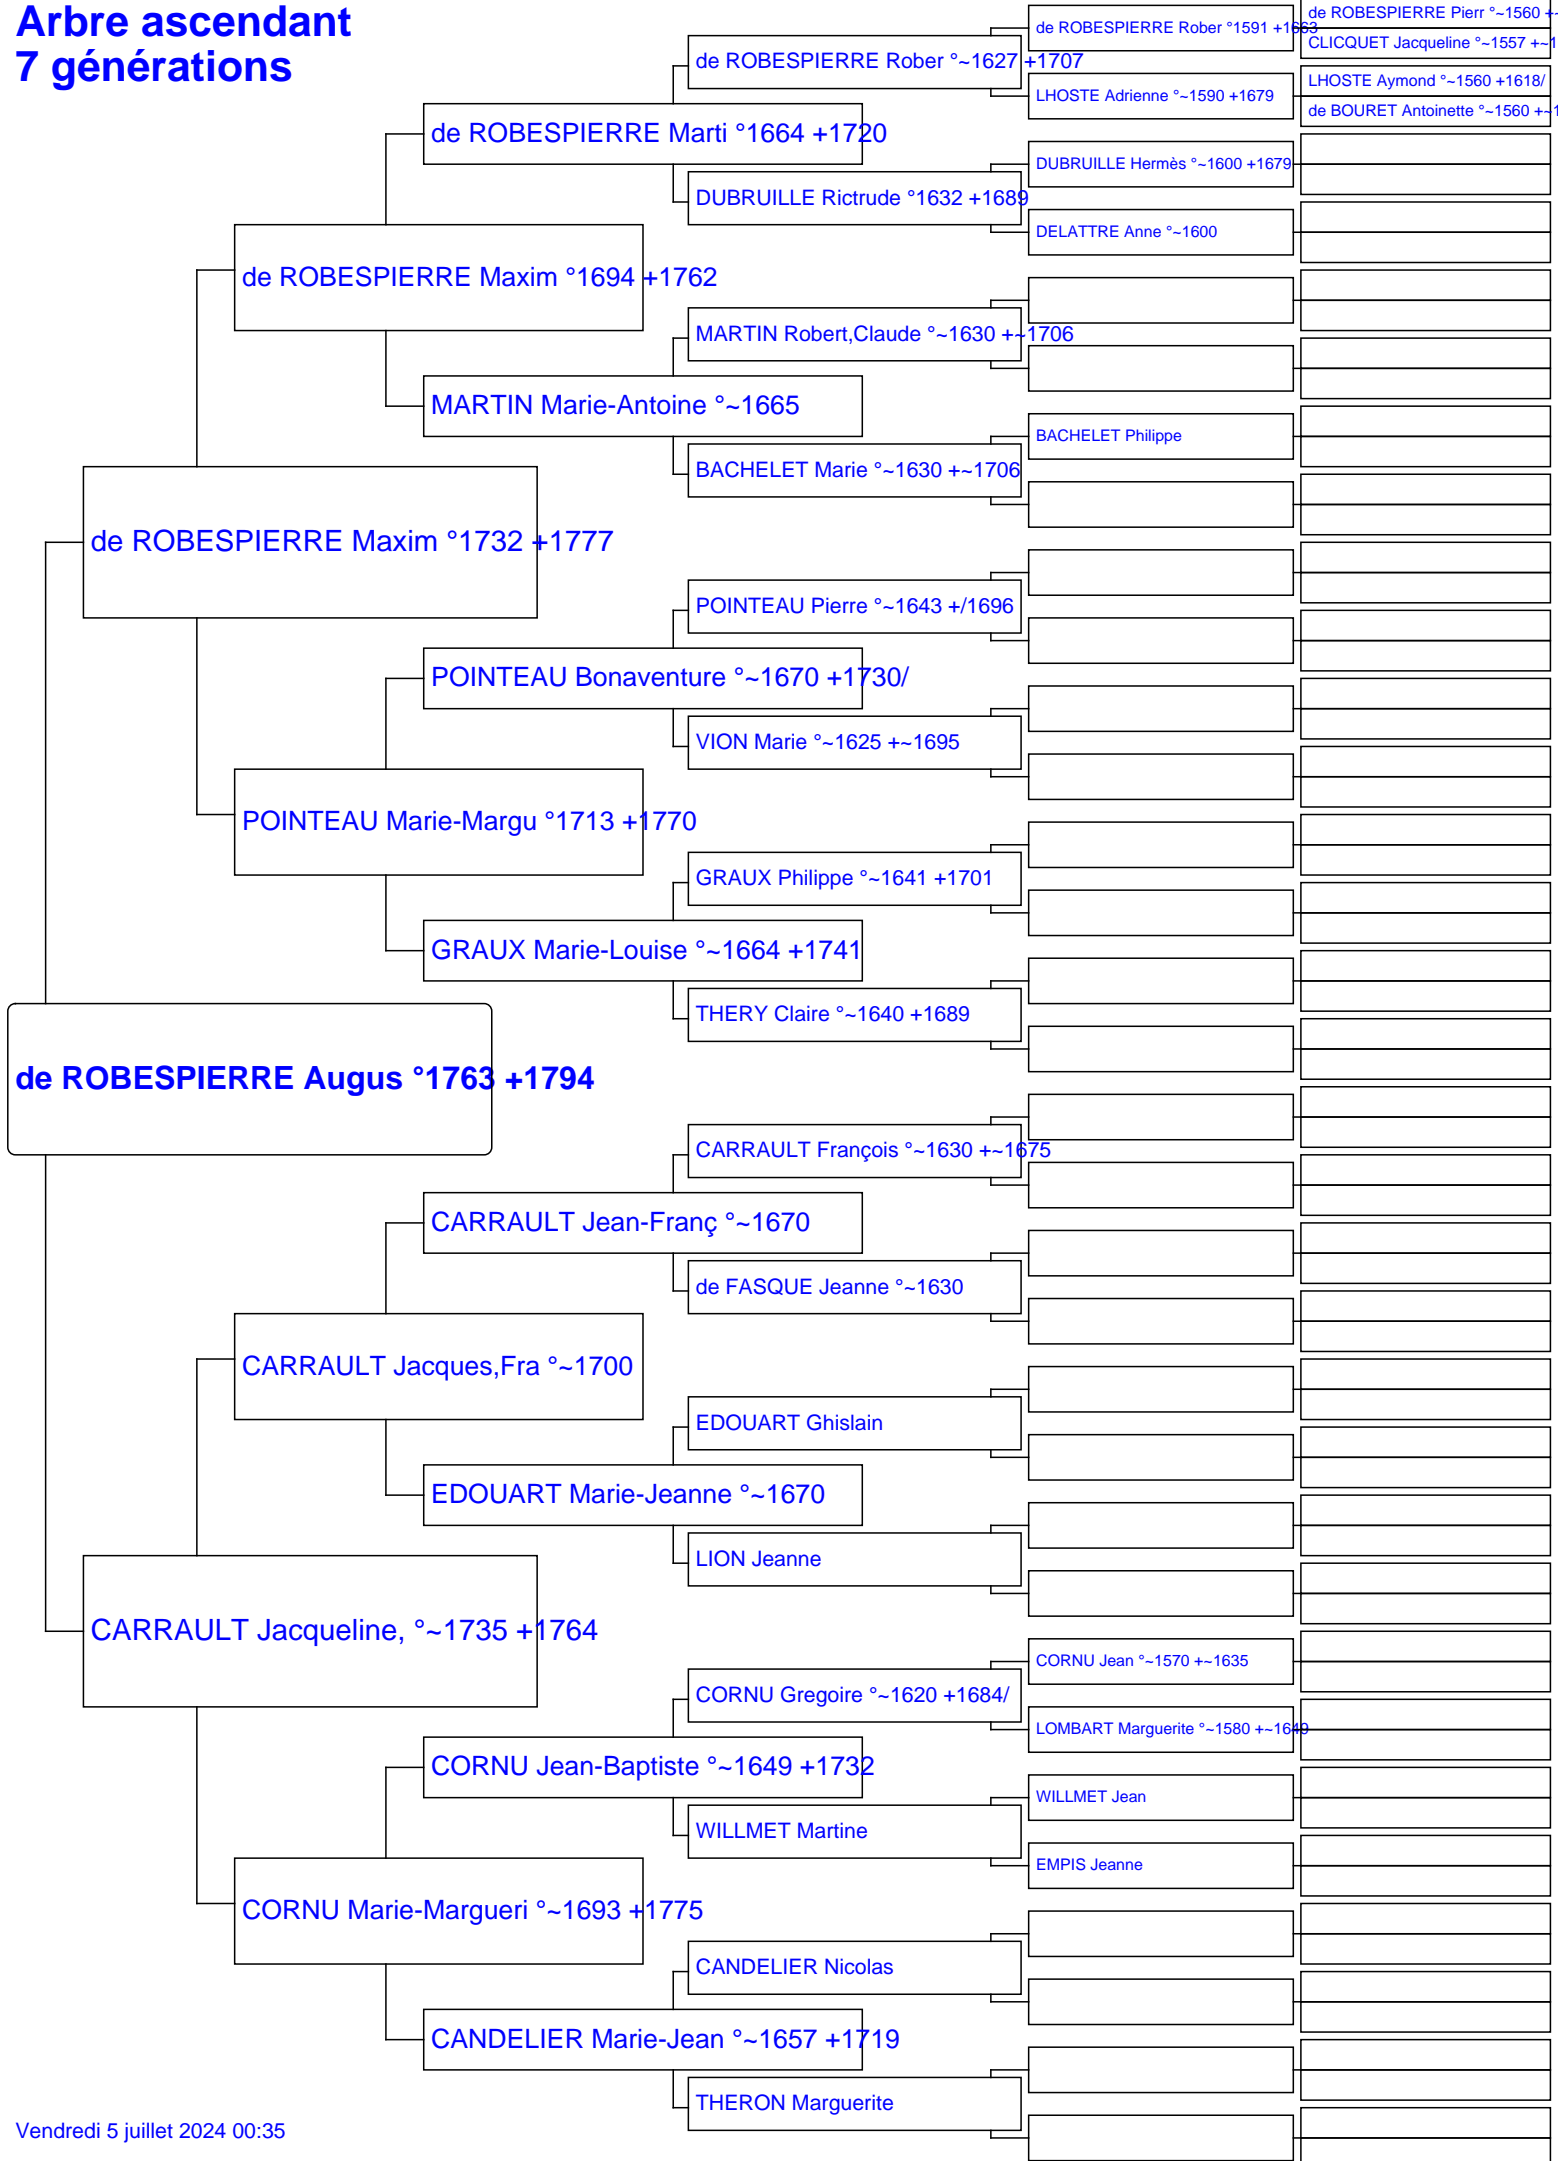 Arbre ascendant
7 générations
de ROBESPIERRE Augus °1763 +1794
de ROBESPIERRE Maxim °1732 +1777
CARRAULT Jacqueline, °~1735 +1764
de ROBESPIERRE Maxim °1694 +1762
POINTEAU Marie-Margu °1713 +1770
CARRAULT Jacques,Fra °~1700
CORNU Marie-Margueri °~1693 +1775
de ROBESPIERRE Marti °1664 +1720
MARTIN Marie-Antoine °~1665
POINTEAU Bonaventure °~1670 +1730/
GRAUX Marie-Louise °~1664 +1741
CARRAULT Jean-Franç °~1670
EDOUART Marie-Jeanne °~1670
CORNU Jean-Baptiste °~1649 +1732
CANDELIER Marie-Jean °~1657 +1719
de ROBESPIERRE Rober °~1627 +1707
DUBRUILLE Rictrude °1632 +1689
MARTIN Robert,Claude °~1630 +~1706
BACHELET Marie °~1630 +~1706
POINTEAU Pierre °~1643 +/1696
VION Marie °~1625 +~1695
GRAUX Philippe °~1641 +1701
THERY Claire °~1640 +1689
CARRAULT François °~1630 +~1675
de FASQUE Jeanne °~1630
EDOUART Ghislain
LION Jeanne
CORNU Gregoire °~1620 +1684/
WILLMET Martine
CANDELIER Nicolas
THERON Marguerite
de ROBESPIERRE Rober °1591 +1663
LHOSTE Adrienne °~1590 +1679
DUBRUILLE Hermès °~1600 +1679
DELATTRE Anne °~1600
BACHELET Philippe
CORNU Jean °~1570 +~1635
LOMBART Marguerite °~1580 +~1649
WILLMET Jean
EMPIS Jeanne
de ROBESPIERRE Pierr °~1560 +
CLICQUET Jacqueline °~1557 +~1
LHOSTE Aymond °~1560 +1618/
de BOURET Antoinette °~1560 +~1
Vendredi 5 juillet 2024 00:35